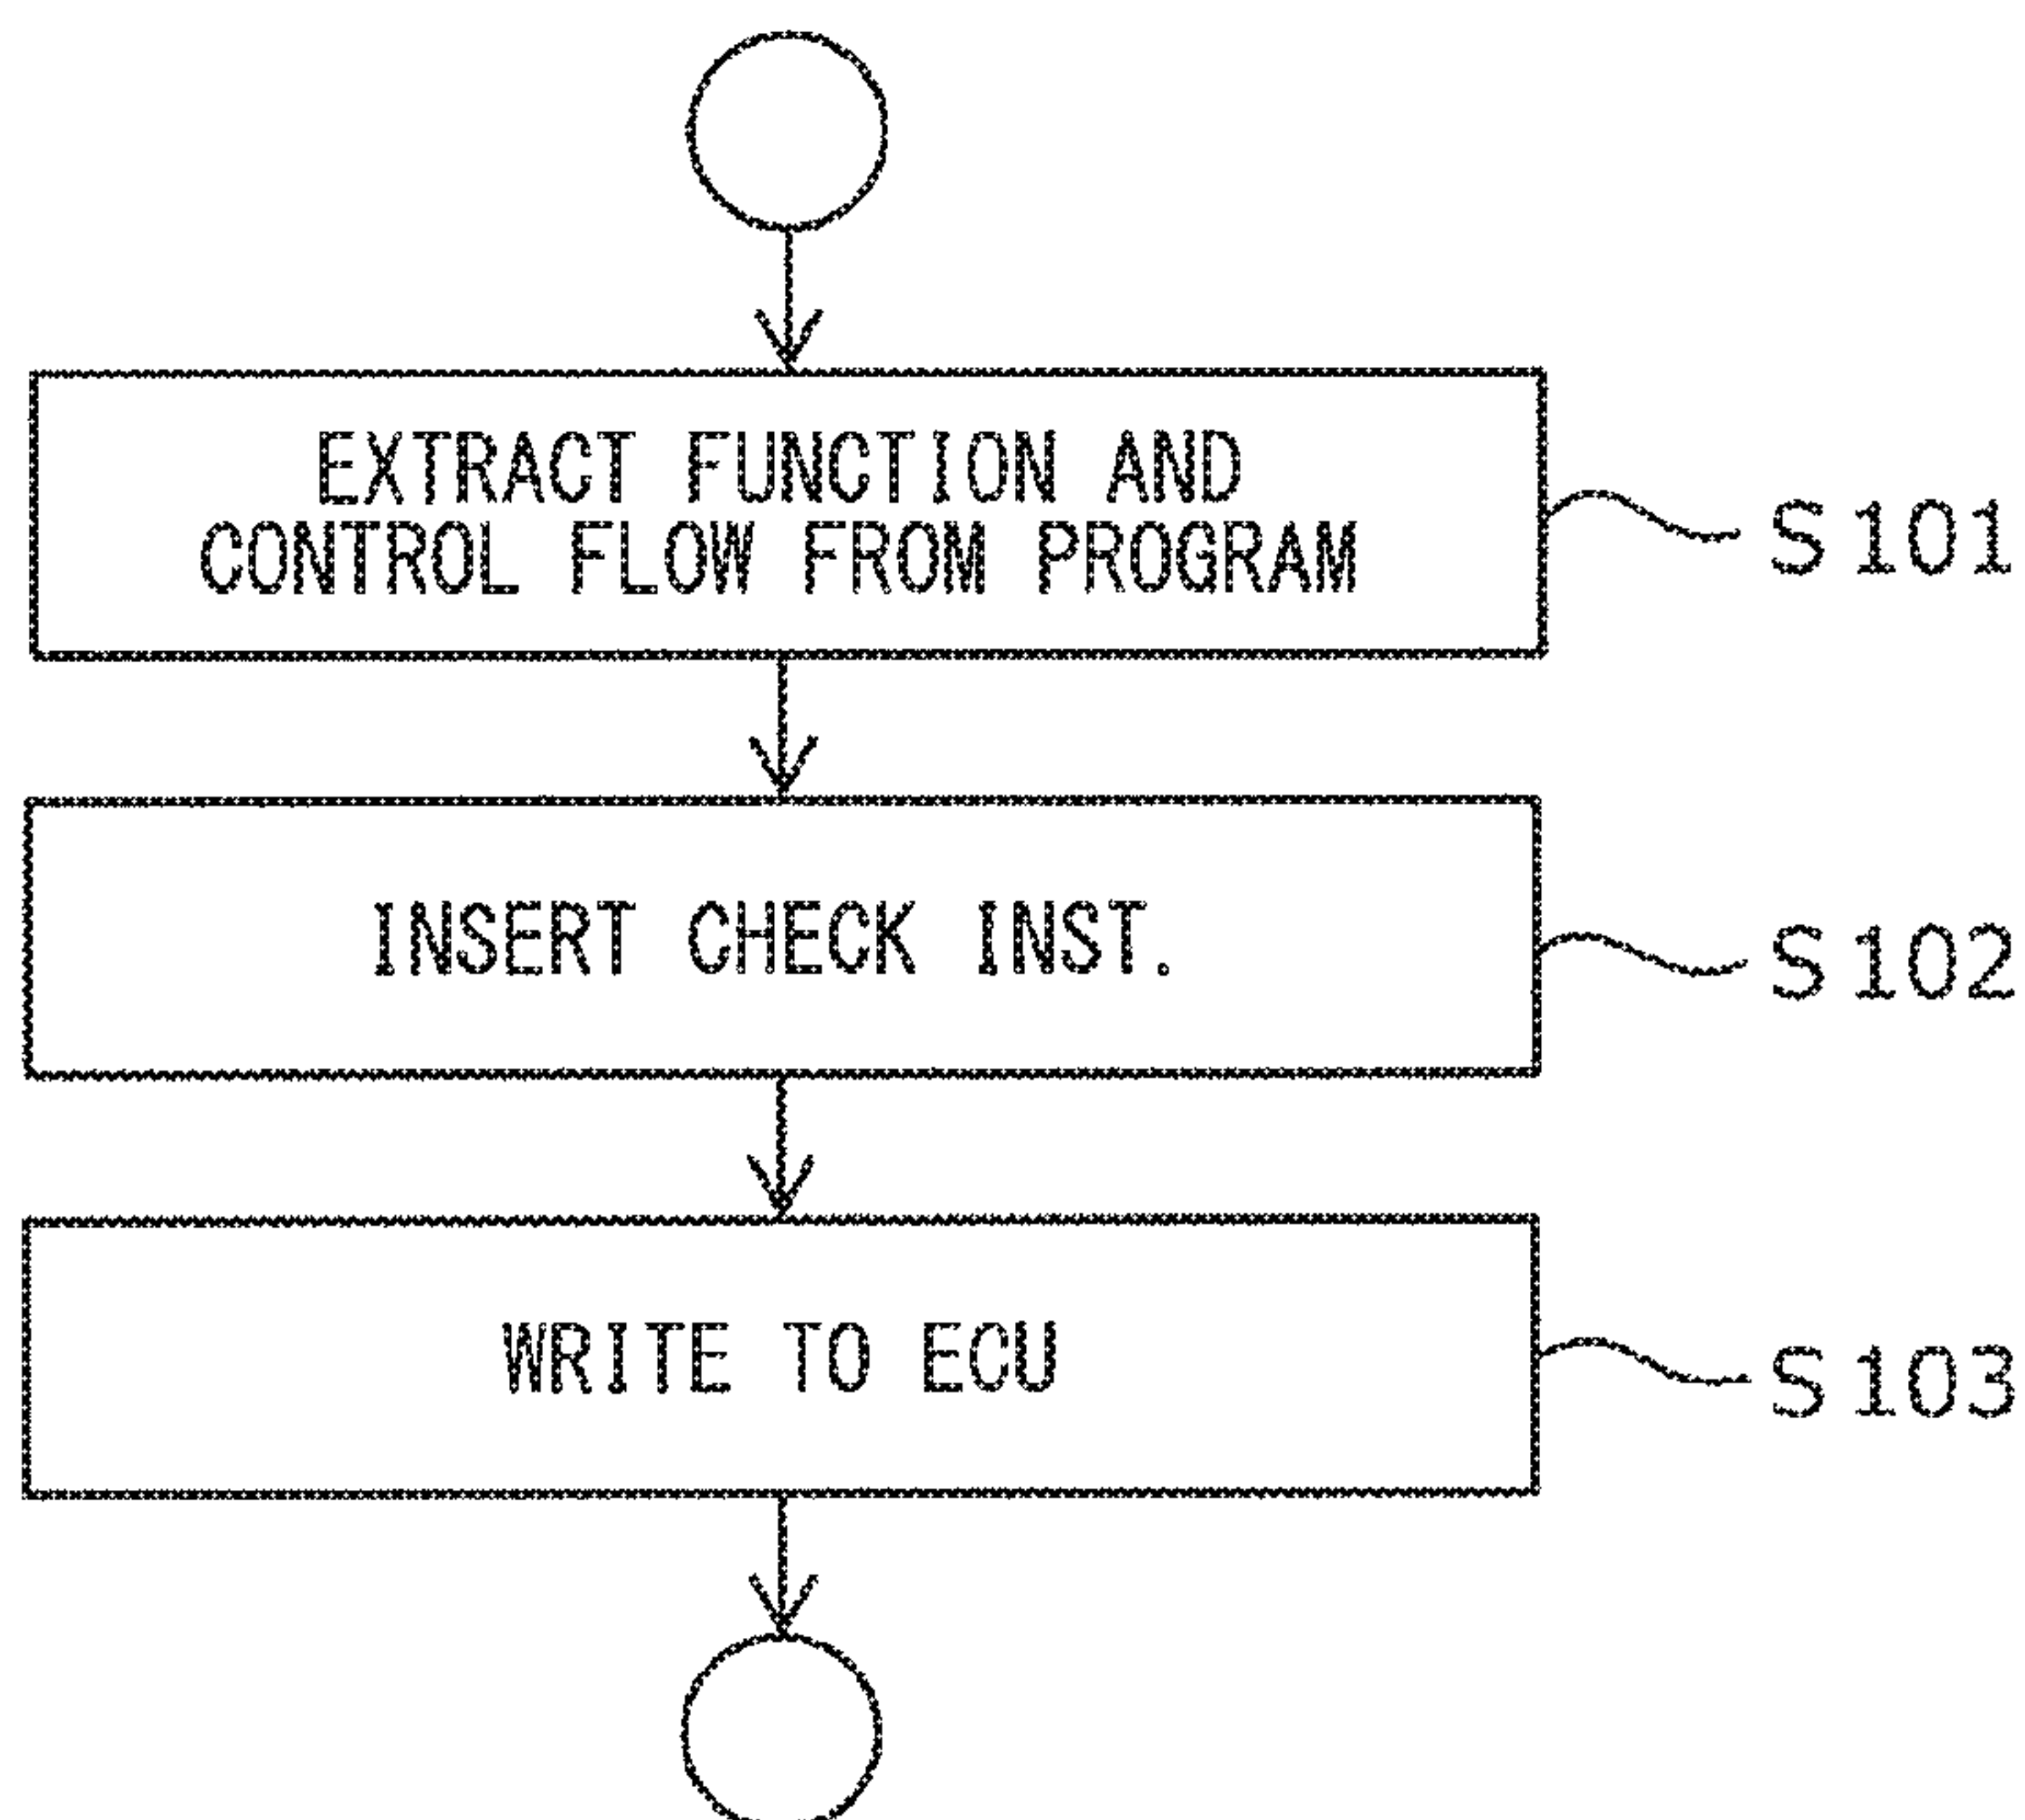 EXTRACT FUNCTION AND
CONTROL FLOW FROM PROGRAM
S101
INSERT CHECK INST.
S102
WRITE TO ECU
S103